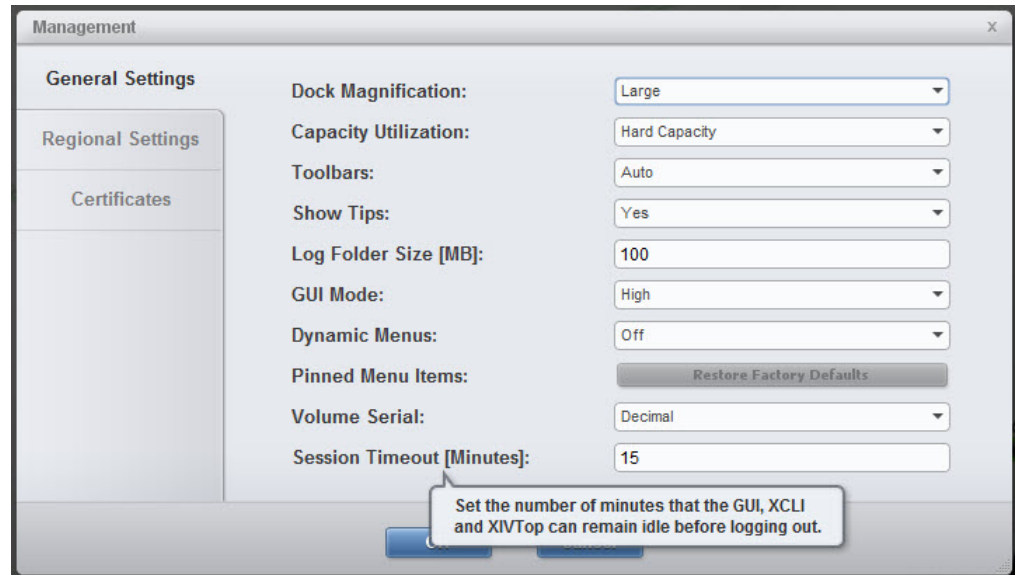 Management
x
General Settings
Regional Settings
Certificates
Dock Magnification: Large
Capacity Utilization: Hard Capacity
Toolbars: Auto
Show Tips: Yes
Log Folder Size [MB]: 100
GUI Mode: High
Dynamic Menus: Off
Pinned Menu Items: Restore Factory Defaults
Volume Serial: Decimal
Session Timeout [Minutes]: 15
Set the number of minutes that the GUI, XCLI
and XIVTop can remain idle before logging out.